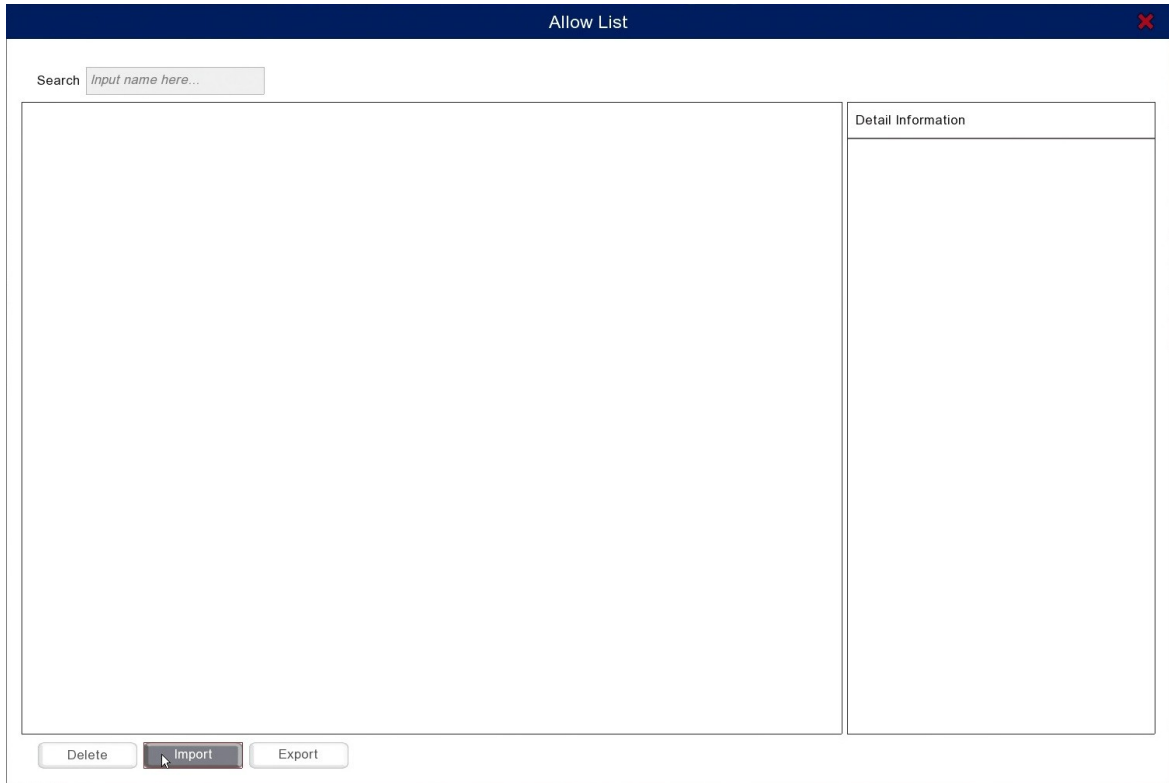 Allow List
Search Input name here...
Detail Information
Delete Import Export